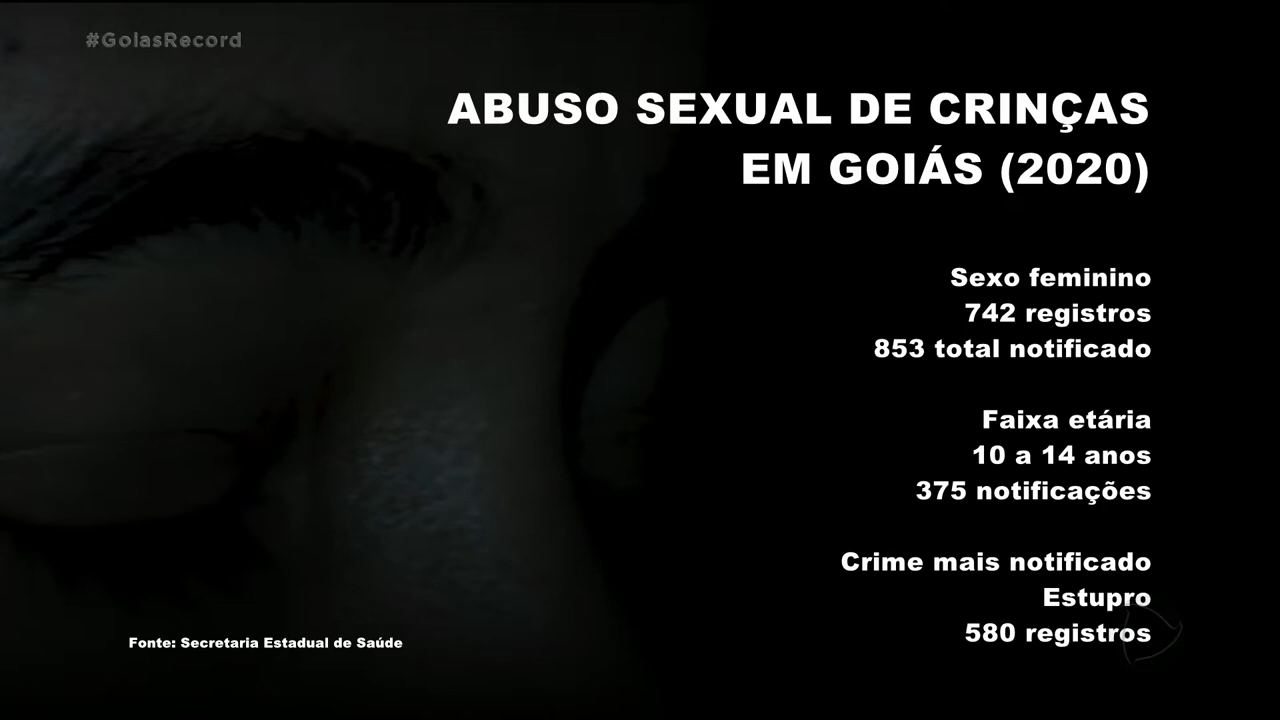 #GoiasRecord
ABUSO SEXUAL DE CRINÇAS
EM GOIÁS (2020)
Sexo feminino
742 registros
853 total notificado
Faixa etária
10 a 14 anos
375 notificações
Crime mais notificado
Estupro
580 registros
Fonte: Secretaria Estadual de Saúde